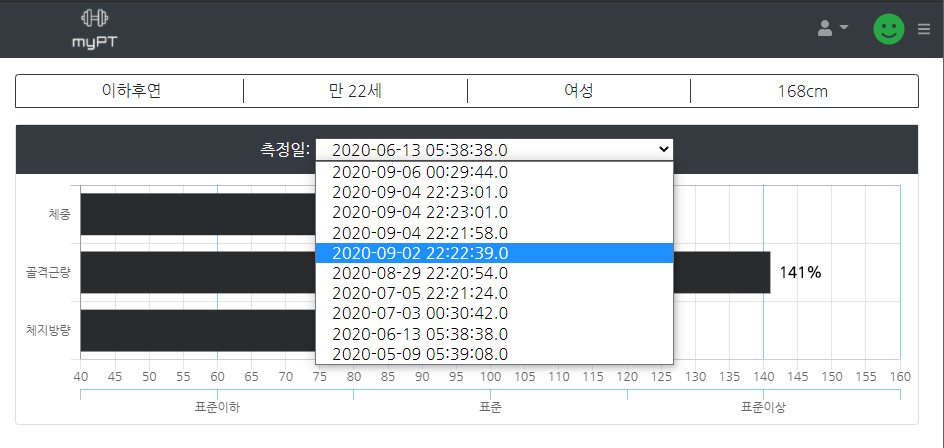 myPT
이하후연 만 22세 여성 168cm
측정일: 2020-06-13 05:38:38.0
2020-09-06 00:29:44.0
2020-09-04 22:23:01.0
2020-09-04 22:23:01.0
2020-09-04 22:21:58.0
2020-09-02 22:22:39.0
2020-08-29 22:20:54.0
2020-07-05 22:21:24.0
2020-07-03 00:30:42.0
2020-06-13 05:38:38.0
2020-05-09 05:39:08.0
체중
골격근량 141%
체지방량
40 45 50 55 60 65 70 75 80 85 90 95 100 105 110 115 120 125 130 135 140 145 150 155 160
표준이하 표준 표준이상